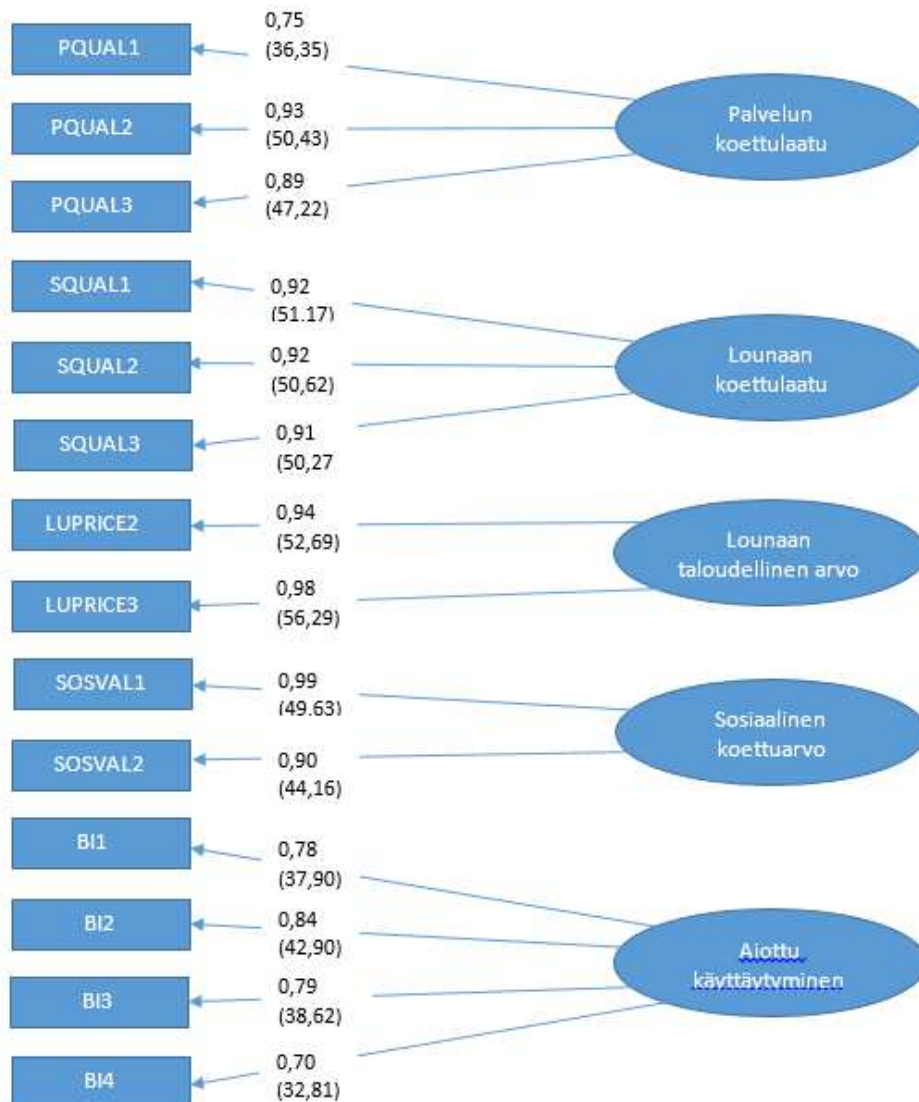 PQUAL1
0,75
(36,35)
PQUAL2
0,93
(50,43)
PQUAL3
0,89
(47,22)
Palvelun
koettulaatu
SQUAL1
0,92
(51.17)
SQUAL2
0,92
(50,62)
SQUAL3
0,91
(50,27
Lounaan
koettulaatu
LUPRICE2
0,94
(52,69)
LUPRICE3
0,98
(56,29)
Lounaan
taloudellinen arvo
SOSVAL1
0,99
(49.63)
SOSVAL2
0,90
(44,16)
Sosiaalinen
koettuarvo
BI1
0,78
(37,90)
BI2
0,84
(42,90)
BI3
0,79
(38,62)
BI4
0,70
(32,81)
Aiottu
käyttäytyminen